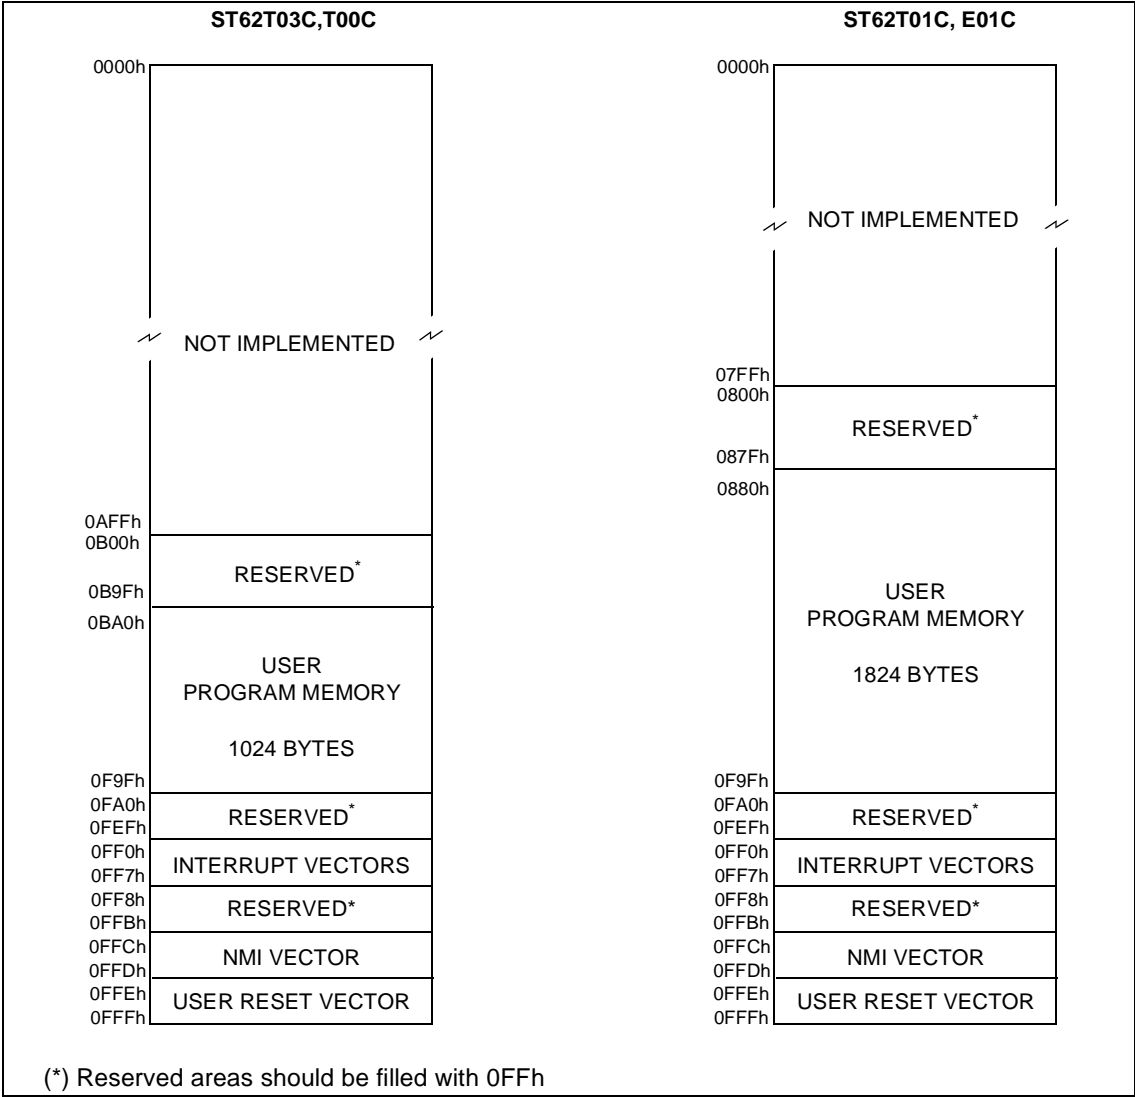 ST62T03C,T00C
0000h
NOT IMPLEMENTED
0AFFh
0B00h
RESERVED*
0B9Fh
0BA0h
USER
PROGRAM MEMORY
1024 BYTES
0F9Fh
0FA0h
RESERVED*
0FEFh
0FF0h
INTERRUPT VECTORS
0FF7h
0FF8h
RESERVED*
0FFBh
0FFCh
NMI VECTOR
0FFDh
0FFEh
USER RESET VECTOR
0FFFh
ST62T01C, E01C
0000h
NOT IMPLEMENTED
07FFh
0800h
RESERVED*
087Fh
0880h
USER
PROGRAM MEMORY
1824 BYTES
0F9Fh
0FA0h
RESERVED*
0FEFh
0FF0h
INTERRUPT VECTORS
0FF7h
0FF8h
RESERVED*
0FFBh
0FFCh
NMI VECTOR
0FFDh
0FFEh
USER RESET VECTOR
0FFFh
(*) Reserved areas should be filled with 0FFh